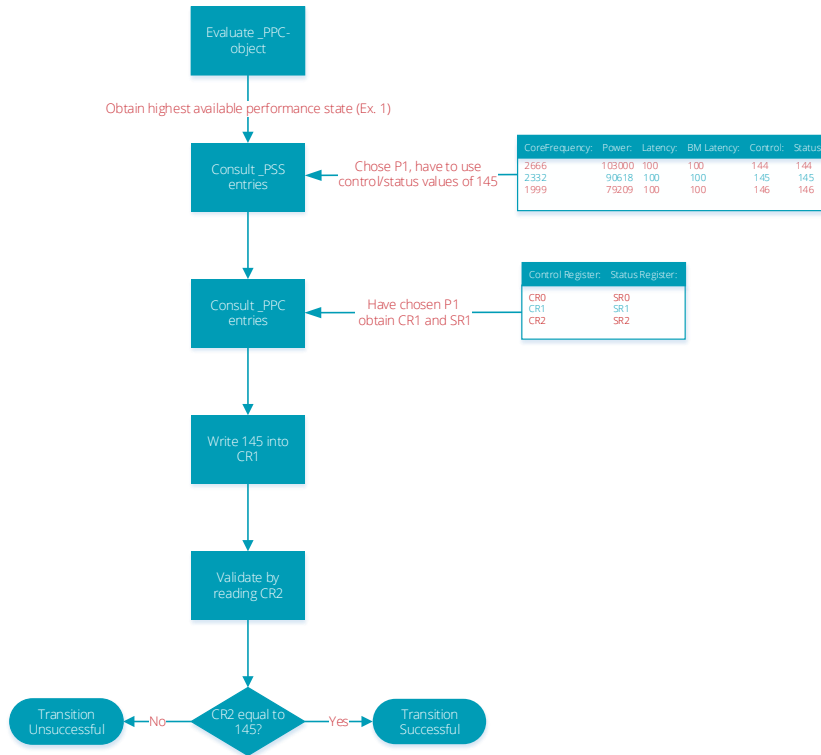 Evaluate _PPC-
object
Obtain highest available performance state (Ex. 1)
Consult _PSS
entries
Chose P1, have to use
control/status values of 145
CoreFrequency: Power: Latency: BM Latency: Control: Status
2666 103000 100 100 144 144
2332 90618 100 100 145 145
1999 79209 100 100 146 146
Consult _PPC
entries
Have chosen P1
obtain CR1 and SR1
Control Register: Status Register:
CR0 SR0
CR1 SR1
CR2 SR2
Write 145 into
CR1
Validate by
reading CR2
CR2 equal to
145?
No
Yes
Transition
Unsuccessful
Transition
Successful